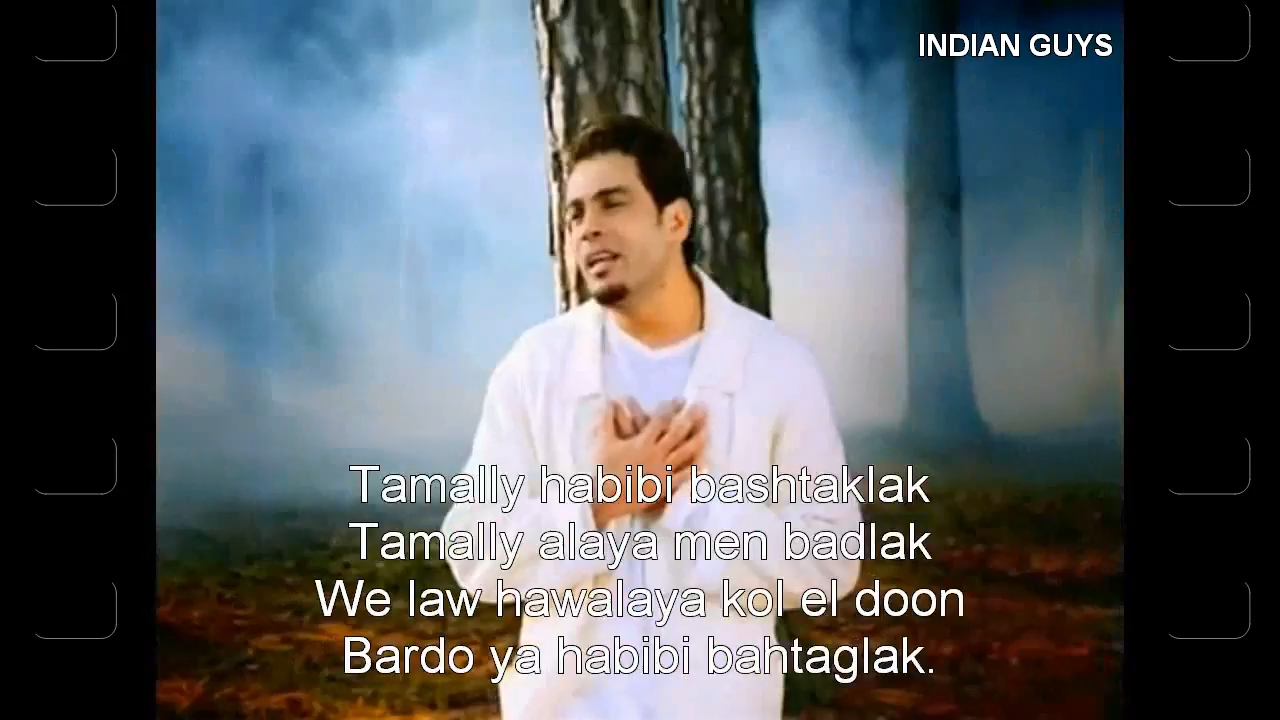 INDIAN GUYS
Tamally habibi bashtaklak
Tamally alaya men badlak
We law hawalaya kol el doon
Bardo ya habibi bahtaglak.